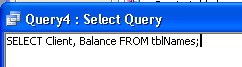 Query4 : Select Query
SELECT Client, Balance FROM tblNames;